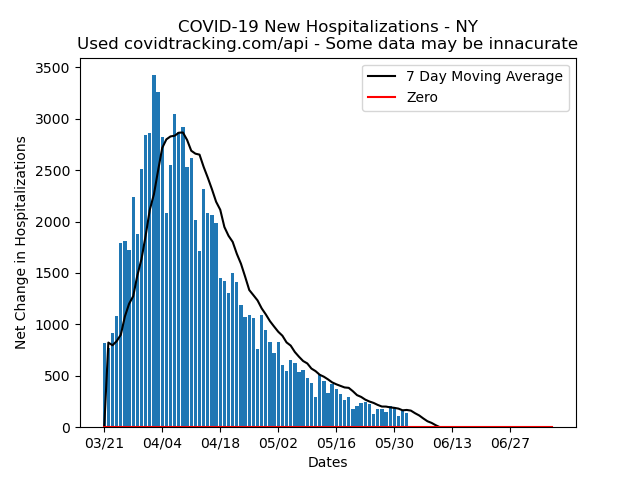 COVID-19 New Hospitalizations - NY
Used covidtracking.com/api - Some data may be innacurate
7 Day Moving Average
Zero
Net Change in Hospitalizations
3500
3000
2500
2000
1500
1000
500
0
03/21 04/04 04/18 05/02 05/16 05/30 06/13 06/27
Dates